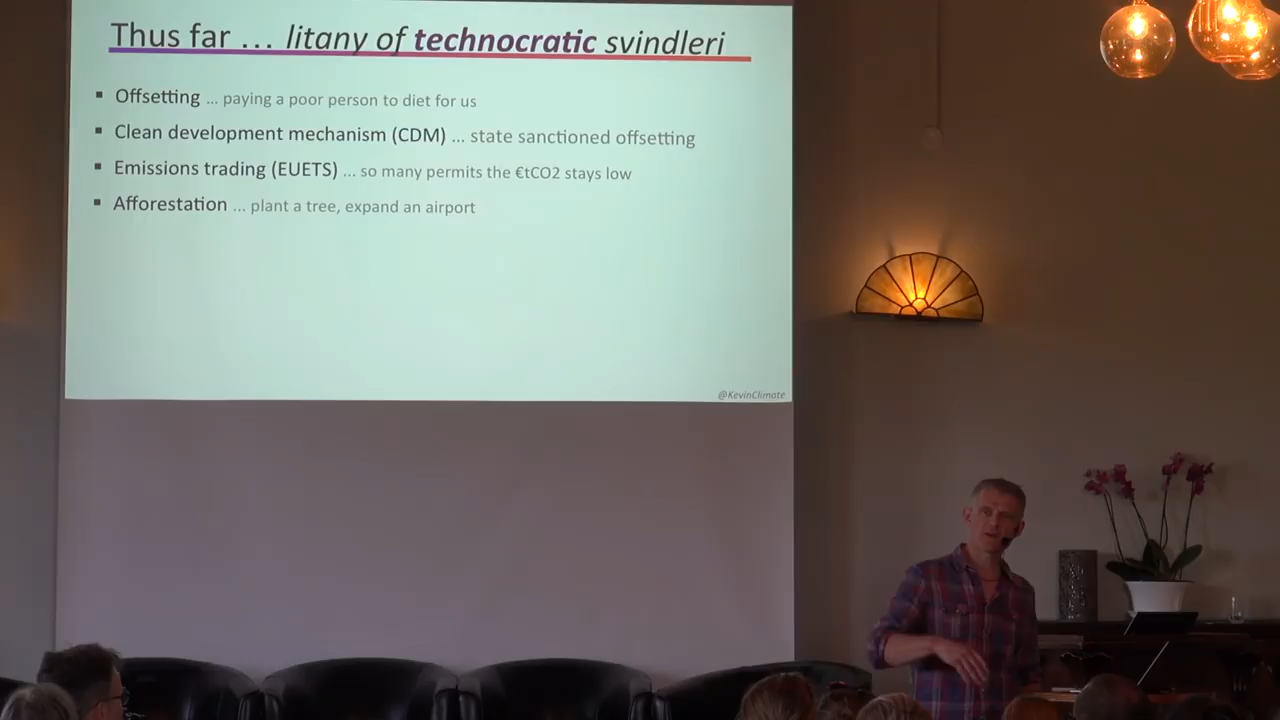 Thus far ... litany of technocratic svindleri
▪ Offsetting ... paying a poor person to diet for us
▪ Clean development mechanism (CDM) ... state sanctioned offsetting
▪ Emissions trading (EUETS) ... so many permits the €tCO2 stays low
▪ Afforestation ... plant a tree, expand an airport
@KevinClimate